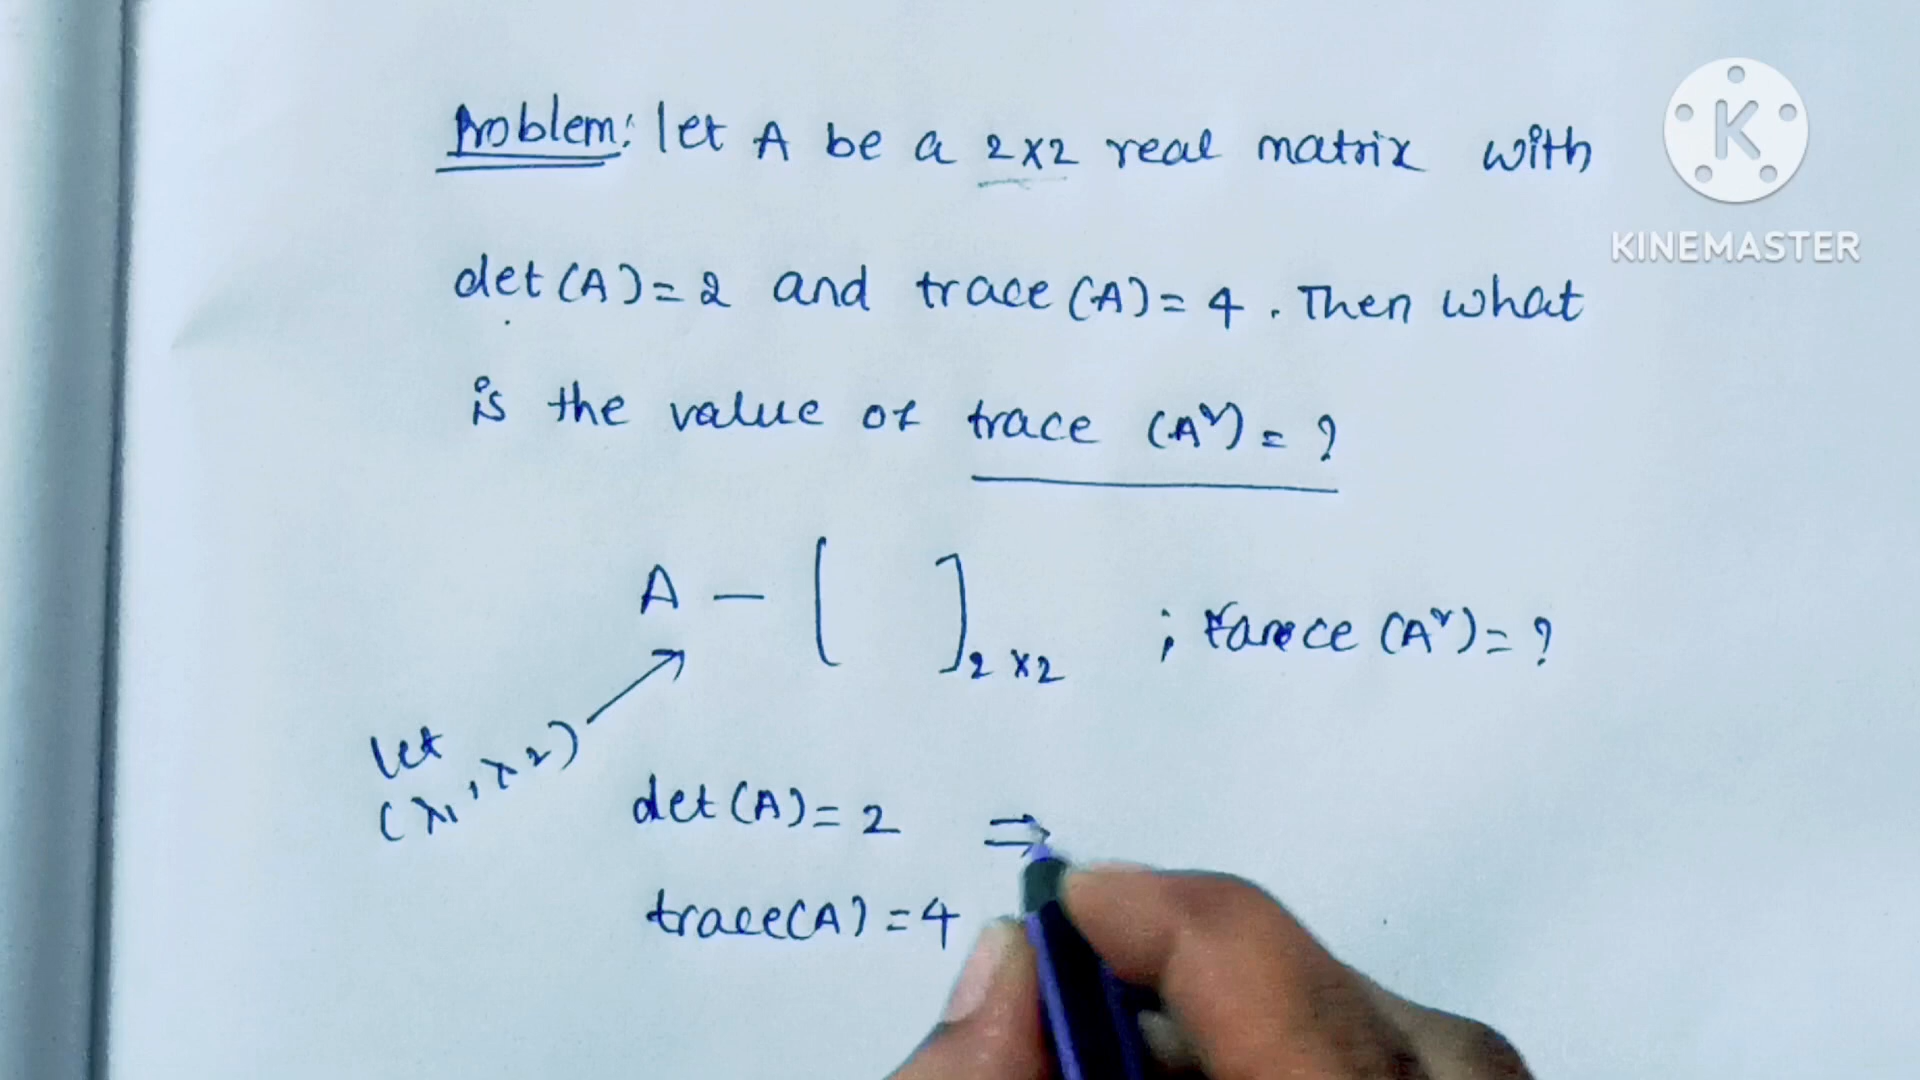 Problem: let A be a 2x2 real matrix with
K
KINEMASTER
det(A)=2 and trace(A)=4. Then what
is the value of trace (A²)=?
A - [ ]2x2 ; trace (A²)=?
let
(λ1, λ2)
det(A)=2 ⇒
trace(A)=4